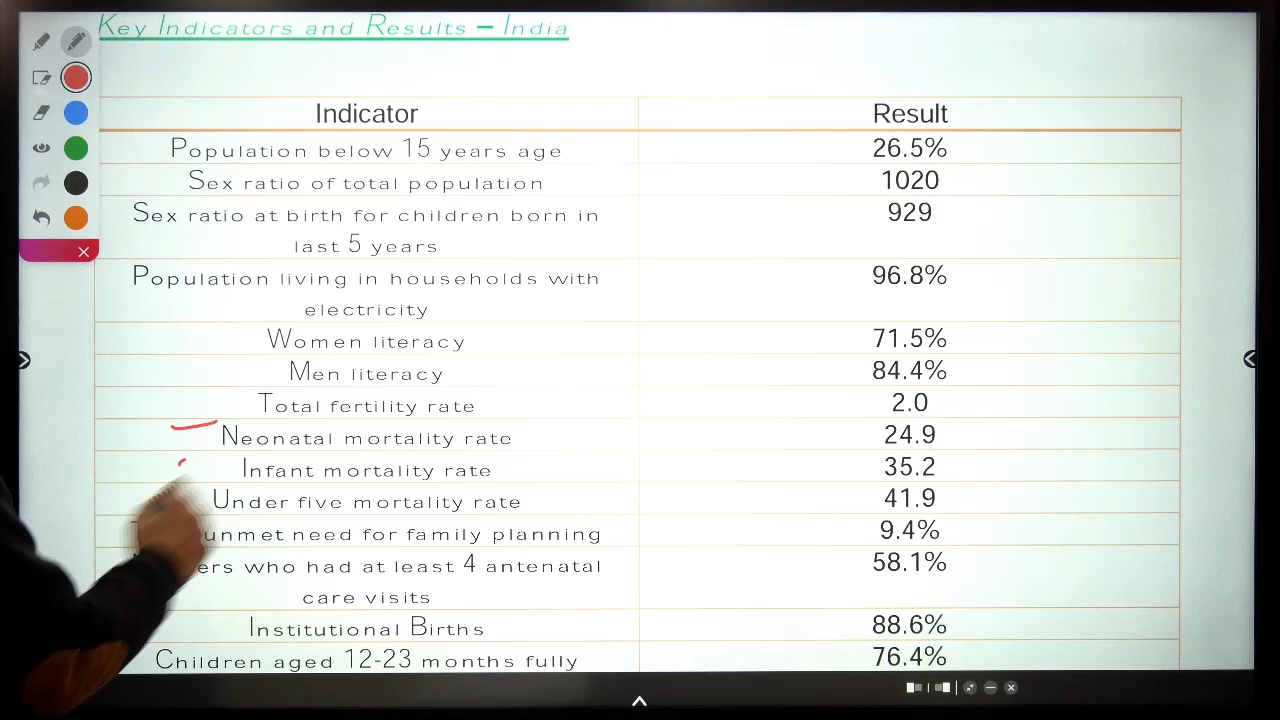 Key Indicators and Results – India
Indicator Result
Population below 15 years age 26.5%
Sex ratio of total population 1020
Sex ratio at birth for children born in 929
last 5 years
Population living in households with 96.8%
electricity
Women literacy 71.5%
Men literacy 84.4%
Total fertility rate 2.0
Neonatal mortality rate 24.9
Infant mortality rate 35.2
Under five mortality rate 41.9
unmet need for family planning 9.4%
who had at least 4 antenatal 58.1%
care visits
Institutional Births 88.6%
Children aged 12-23 months fully 76.4%